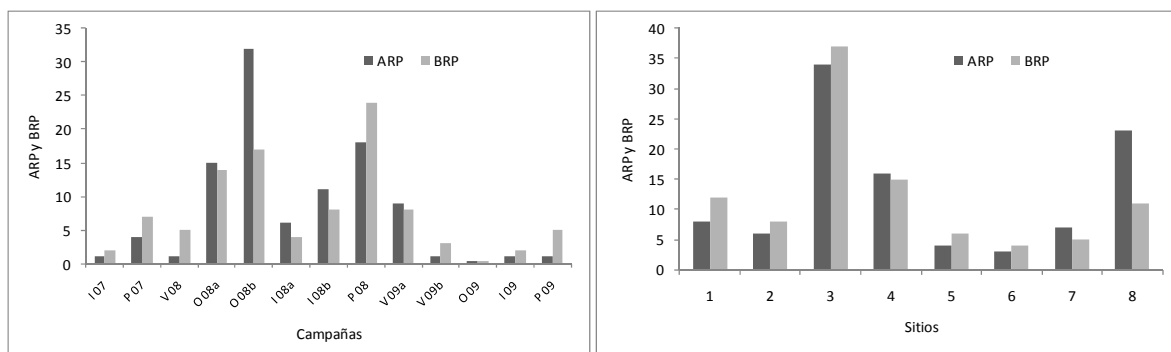 35
30
25
20
15
10
5
0
ARP y BRP
ARP
BRP
I 07
P 07
V 08
O 08a
O 08b
I 08a
I 08b
P 08
V 09a
V 09b
O 09
I 09
P 09
Campañas
40
35
30
25
20
15
10
5
0
ARP y BRP
ARP
BRP
1 2 3 4 5 6 7 8
Sitios